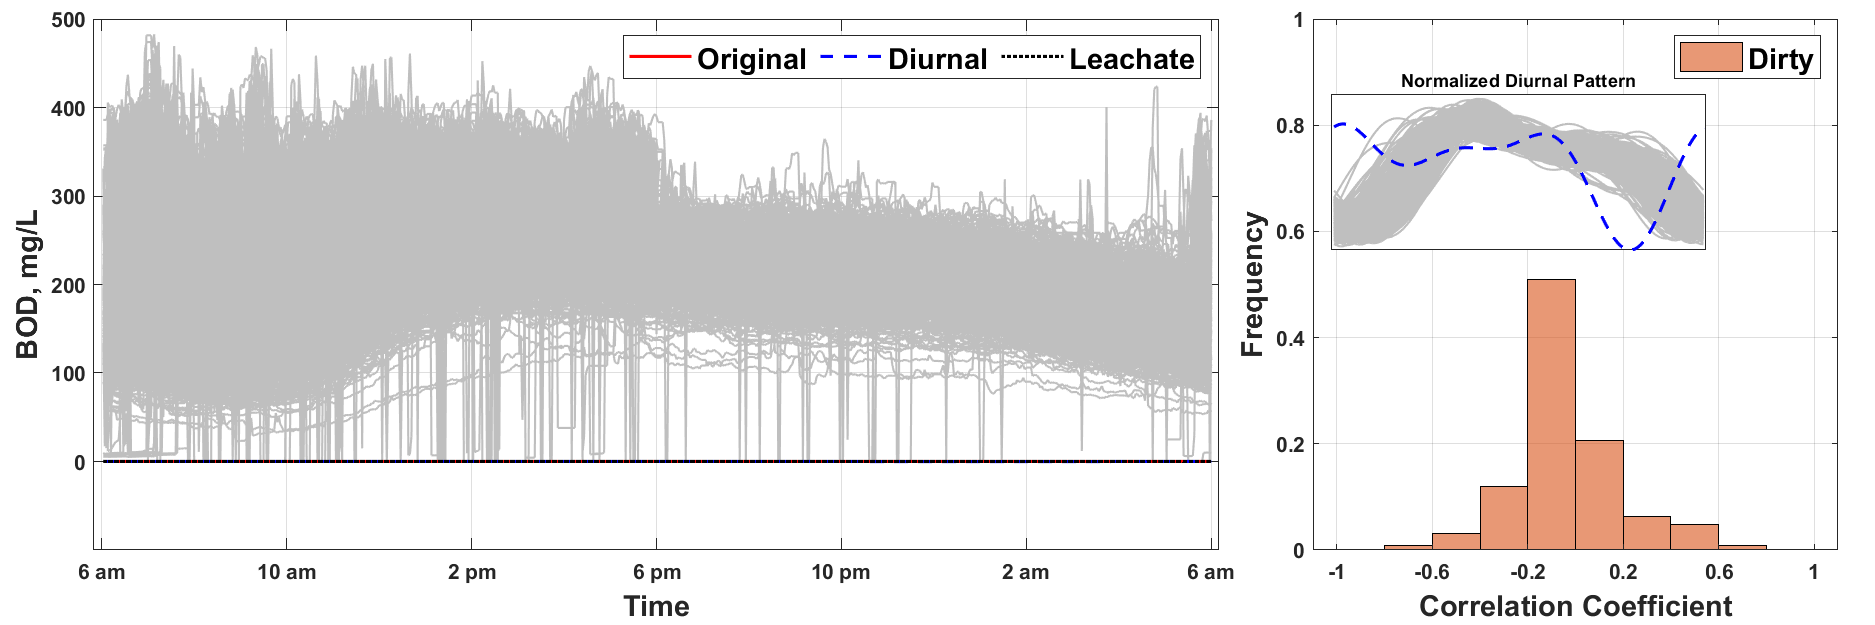 500
400
300
200
100
0
BOD, mg/L
Original Diurnal Leachate
6 am 10 am 2 pm 6 pm 10 pm 2 am 6 am
Time
1
0.8
0.6
0.4
0.2
0
Frequency
Dirty
Normalized Diurnal Pattern
-1 -0.6 -0.2 0.2 0.6 1
Correlation Coefficient